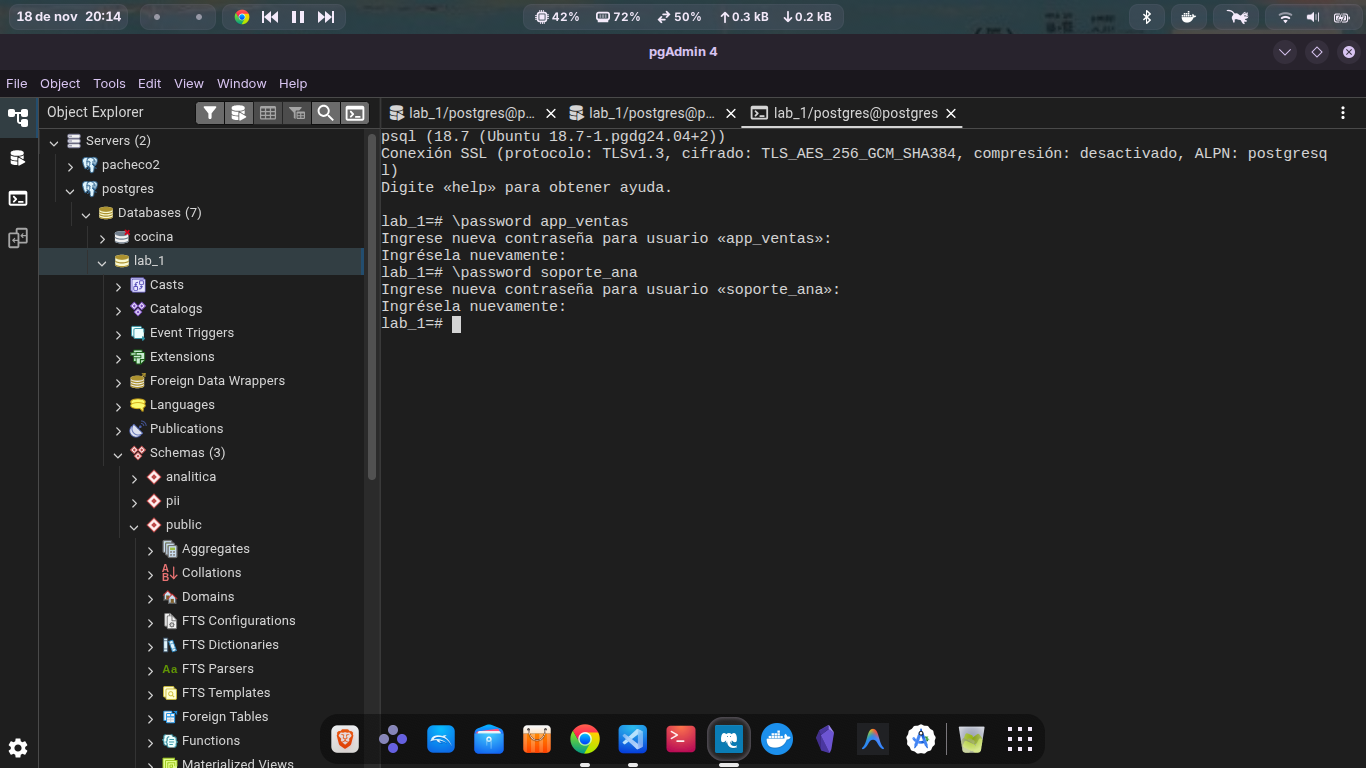 18 de nov 20:14
42%
72%
50%
0.3 kB
0.2 kB
pgAdmin 4
File Object Tools Edit View Window Help
Object Explorer
lab_1/postgres@p...
lab_1/postgres@p...
lab_1/postgres@postgres
Servers (2)
pacheco2
postgres
Databases (7)
cocina
lab_1
Casts
Catalogs
Event Triggers
Extensions
Foreign Data Wrappers
Languages
Publications
Schemas (3)
analitica
pii
public
Aggregates
Collations
Domains
FTS Configurations
FTS Dictionaries
Aa FTS Parsers
FTS Templates
Foreign Tables
Functions
Materialized Views
psql (18.7 (Ubuntu 18.7-1.pgdg24.04+2))
Conexión SSL (protocolo: TLSv1.3, cifrado: TLS_AES_256_GCM_SHA384, compresión: desactivado, ALPN: postgresq
l)
Digite «help» para obtener ayuda.
lab_1=# \password app_ventas
Ingrese nueva contraseña para usuario «app_ventas»:
Ingrésela nuevamente:
lab_1=# \password soporte_ana
Ingrese nueva contraseña para usuario «soporte_ana»:
Ingrésela nuevamente:
lab_1=#